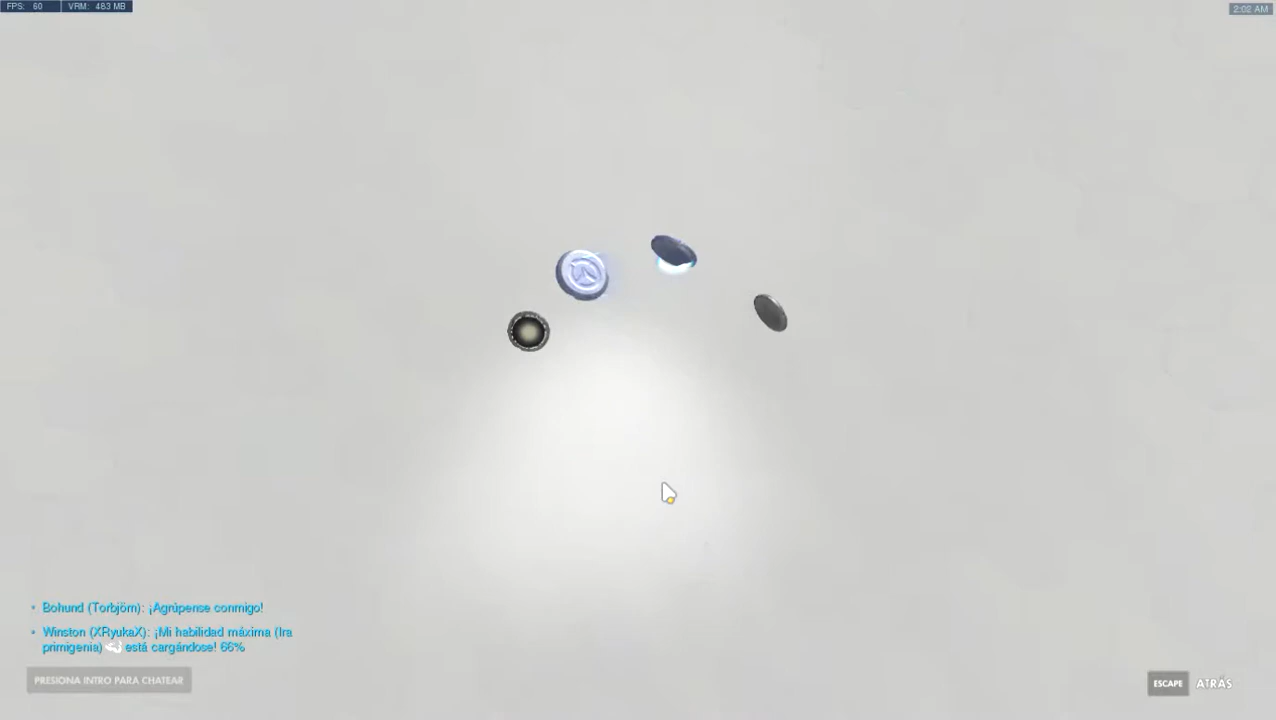 FPS: 60 VRM: 463 MB
2:02 AM
• Bohund (Torbjörn): ¡Agrúpense conmigo!
• Winston (XRyukaX): ¡Mi habilidad máxima (Ira
primigenia) está cargándose! 66%
PRESIONA INTRO PARA CHATEAR
ESCAPE ATRÁS